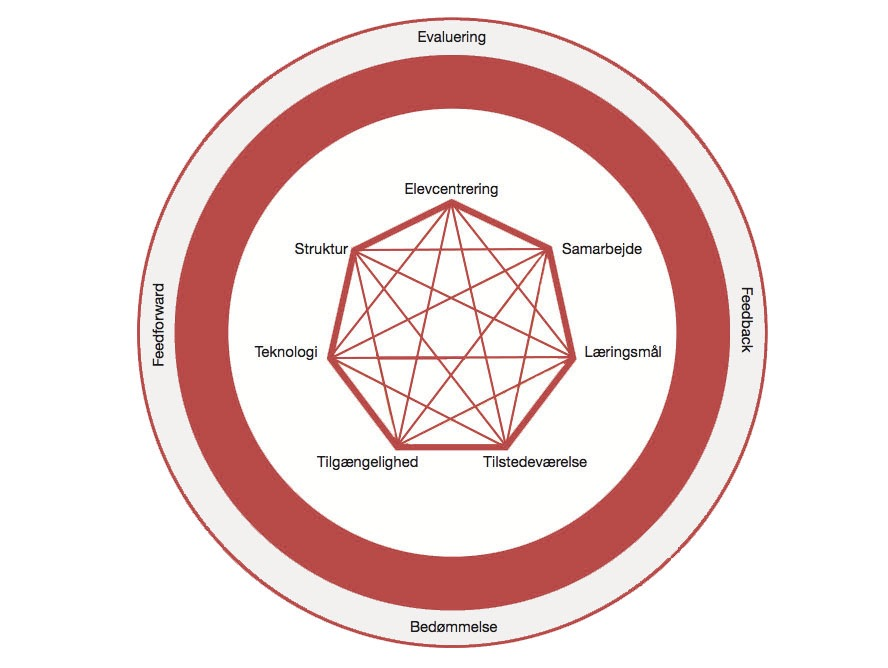 Evaluering
Elevcentrering
Struktur
Samarbejde
Feedforward
Feedback
Teknologi
Læringsmål
Tilgængelighed
Tilstedeværelse
Bedømmelse